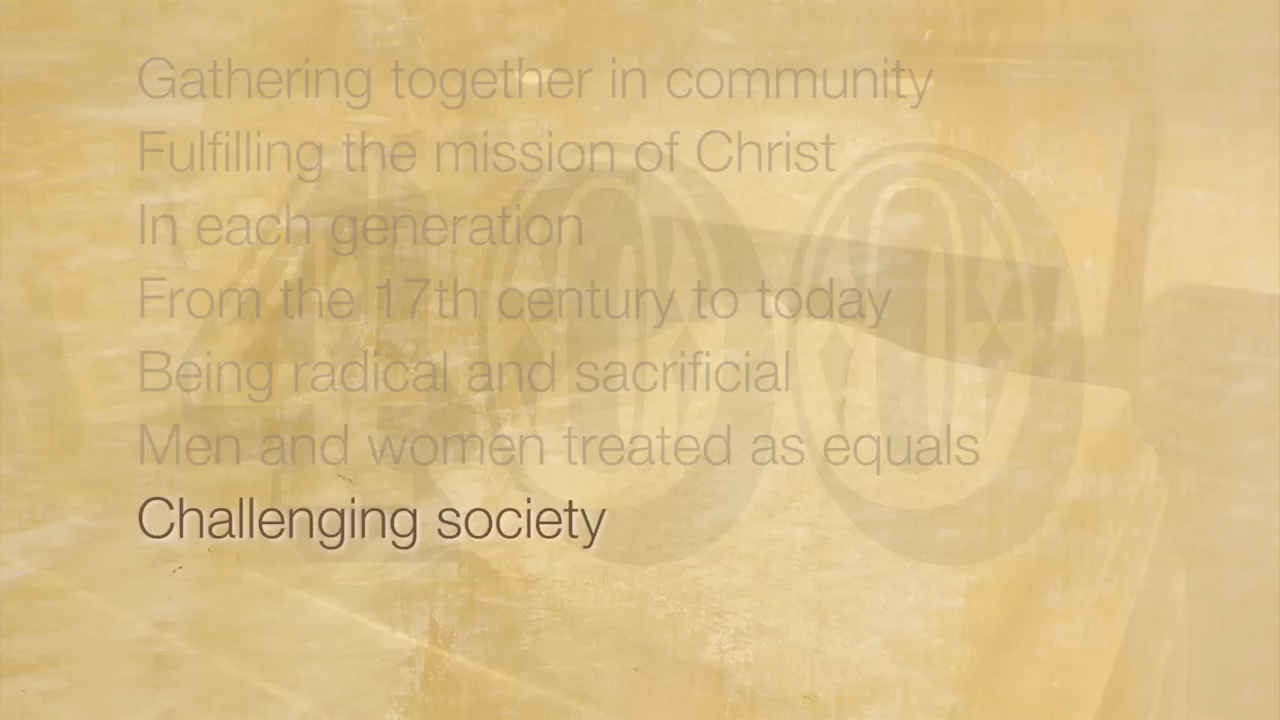 Gathering together in community
Fulfilling the mission of Christ
In each generation
From the 17th century to today
Being radical and sacrificial
Men and women treated as equals
Challenging society
400